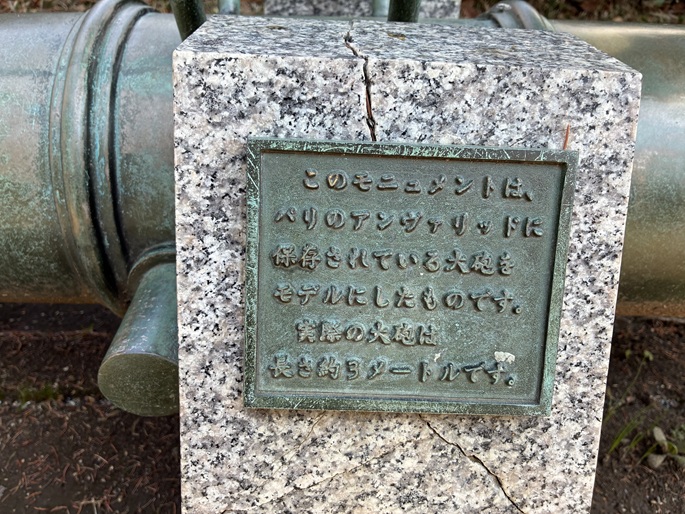 このモニュメントは、
パリのアンヴァリッドに
保存されている大砲を
モデルにしたものです。
実際の大砲は
長さ約3メートルです。